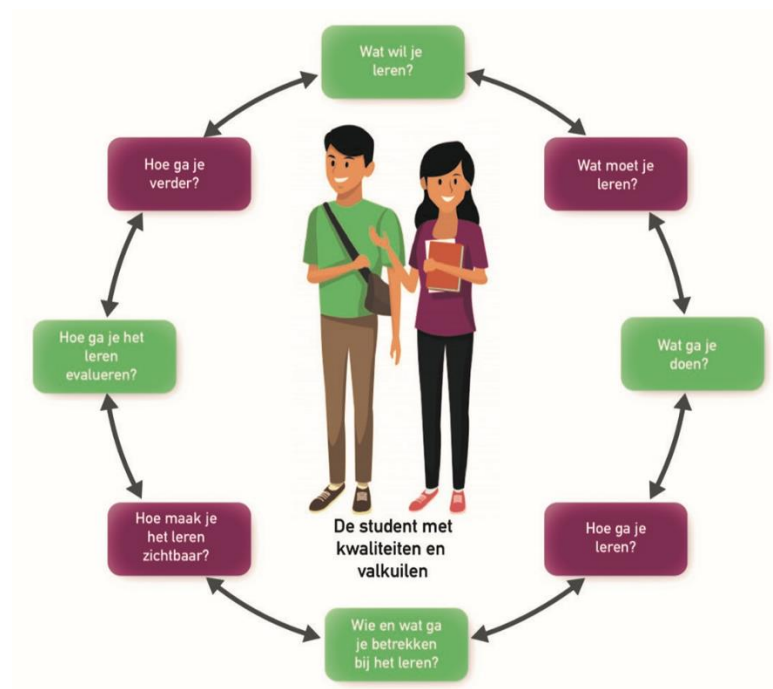 Wat wil je
leren?
Wat moet je
leren?
Wat ga je
doen?
Hoe ga je
leren?
Wie en wat ga
je betrekken
bij het leren?
Hoe maak je
het leren
zichtbaar?
Hoe ga je het
leren
evalueren?
Hoe ga je
verder?
De student met
kwaliteiten en
valkuilen